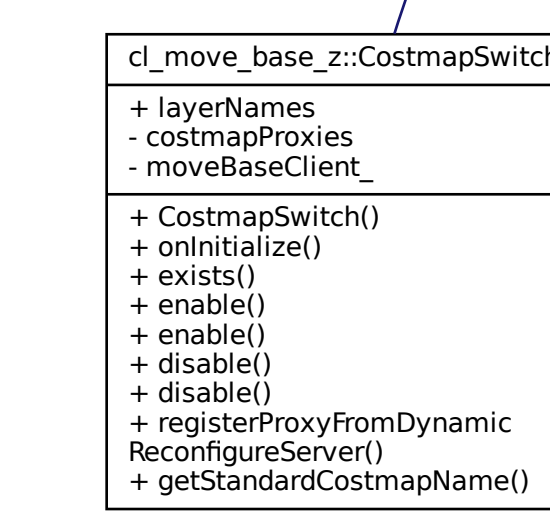 cl_move_base_z::CostmapSwitch
+ layerNames
- costmapProxies
- moveBaseClient_
+ CostmapSwitch()
+ onInitialize()
+ exists()
+ enable()
+ enable()
+ disable()
+ disable()
+ registerProxyFromDynamic
ReconfigureServer()
+ getStandardCostmapName()